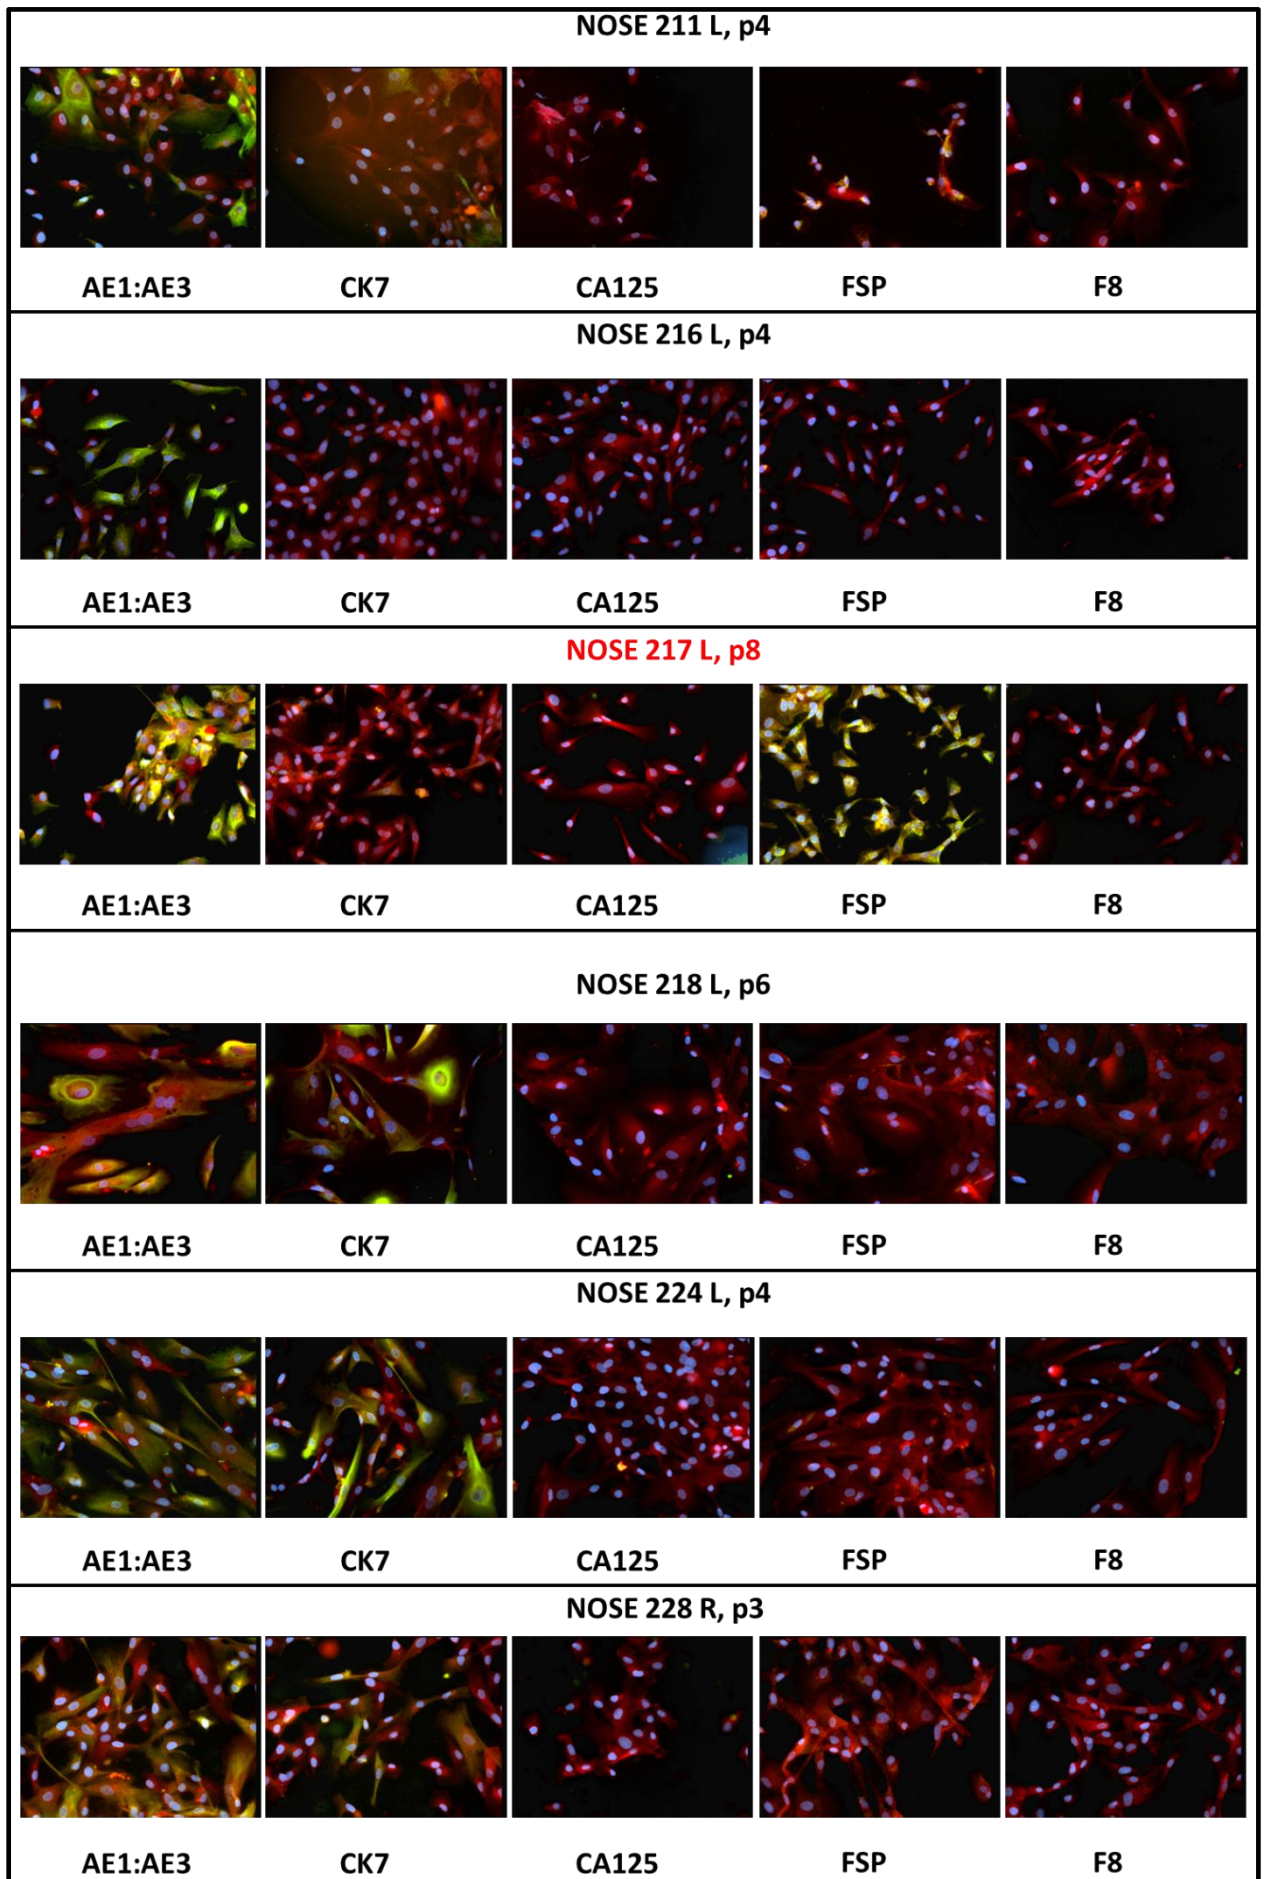 NOSE 211 L, p4
AE1:AE3 CK7 CA125 FSP F8
NOSE 216 L, p4
AE1:AE3 CK7 CA125 FSP F8
NOSE 217 L, p8
AE1:AE3 CK7 CA125 FSP F8
NOSE 218 L, p6
AE1:AE3 CK7 CA125 FSP F8
NOSE 224 L, p4
AE1:AE3 CK7 CA125 FSP F8
NOSE 228 R, p3
AE1:AE3 CK7 CA125 FSP F8